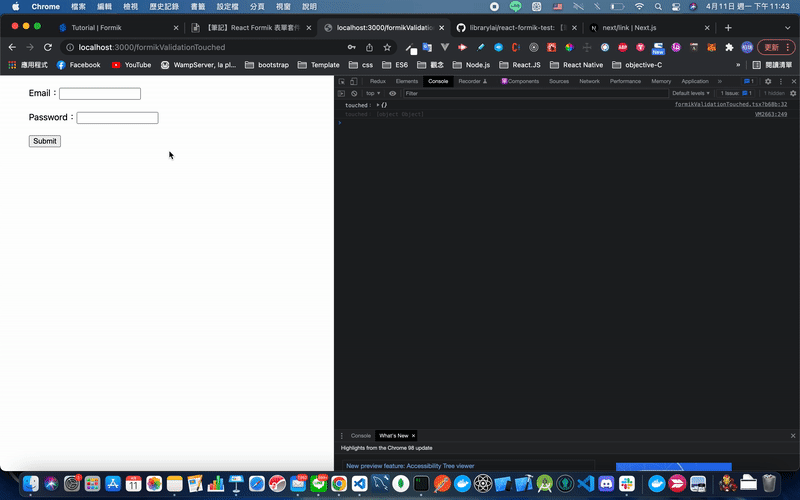 Chrome 檔案 編輯 檢視 歷史記錄 書籤 設定檔 分頁 視窗 說明 4月11日 週一 下午 11:43
Tutorial | Formik 【筆記】React Formik 表單套件 localhost:3000/formikValidation librarylai/react-formik-test: next/link | Next.js
localhost:3000/formikValidationTouched 更新
應用程式 Facebook YouTube WampServer, la pl... bootstrap Template css ES6 觀念 Node.js React.JS React Native objective-C » 閱讀清單
Redux Elements Console Recorder Components Sources Network Performance Memory Application » 1
top Filter Default levels 1 Issue: 1 1 hidden
Email：
touched: {} formikValidationTouched.tsx?b68b:32
touched [object Object] VM2663:249
Password：
Submit
Console What's New
Highlights from the Chrome 98 update
New preview feature: Accessibility Tree viewer